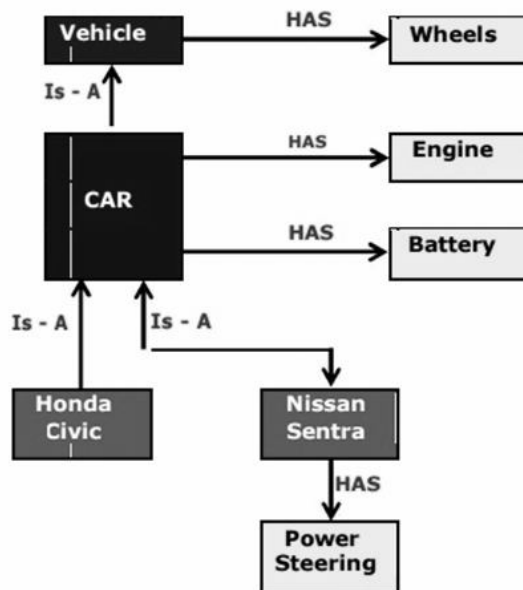 Vehicle
HAS
Wheels
Is - A
HAS
Engine
CAR
HAS
Battery
Is - A
Is - A
Honda
Civic
Nissan
Sentra
HAS
Power
Steering